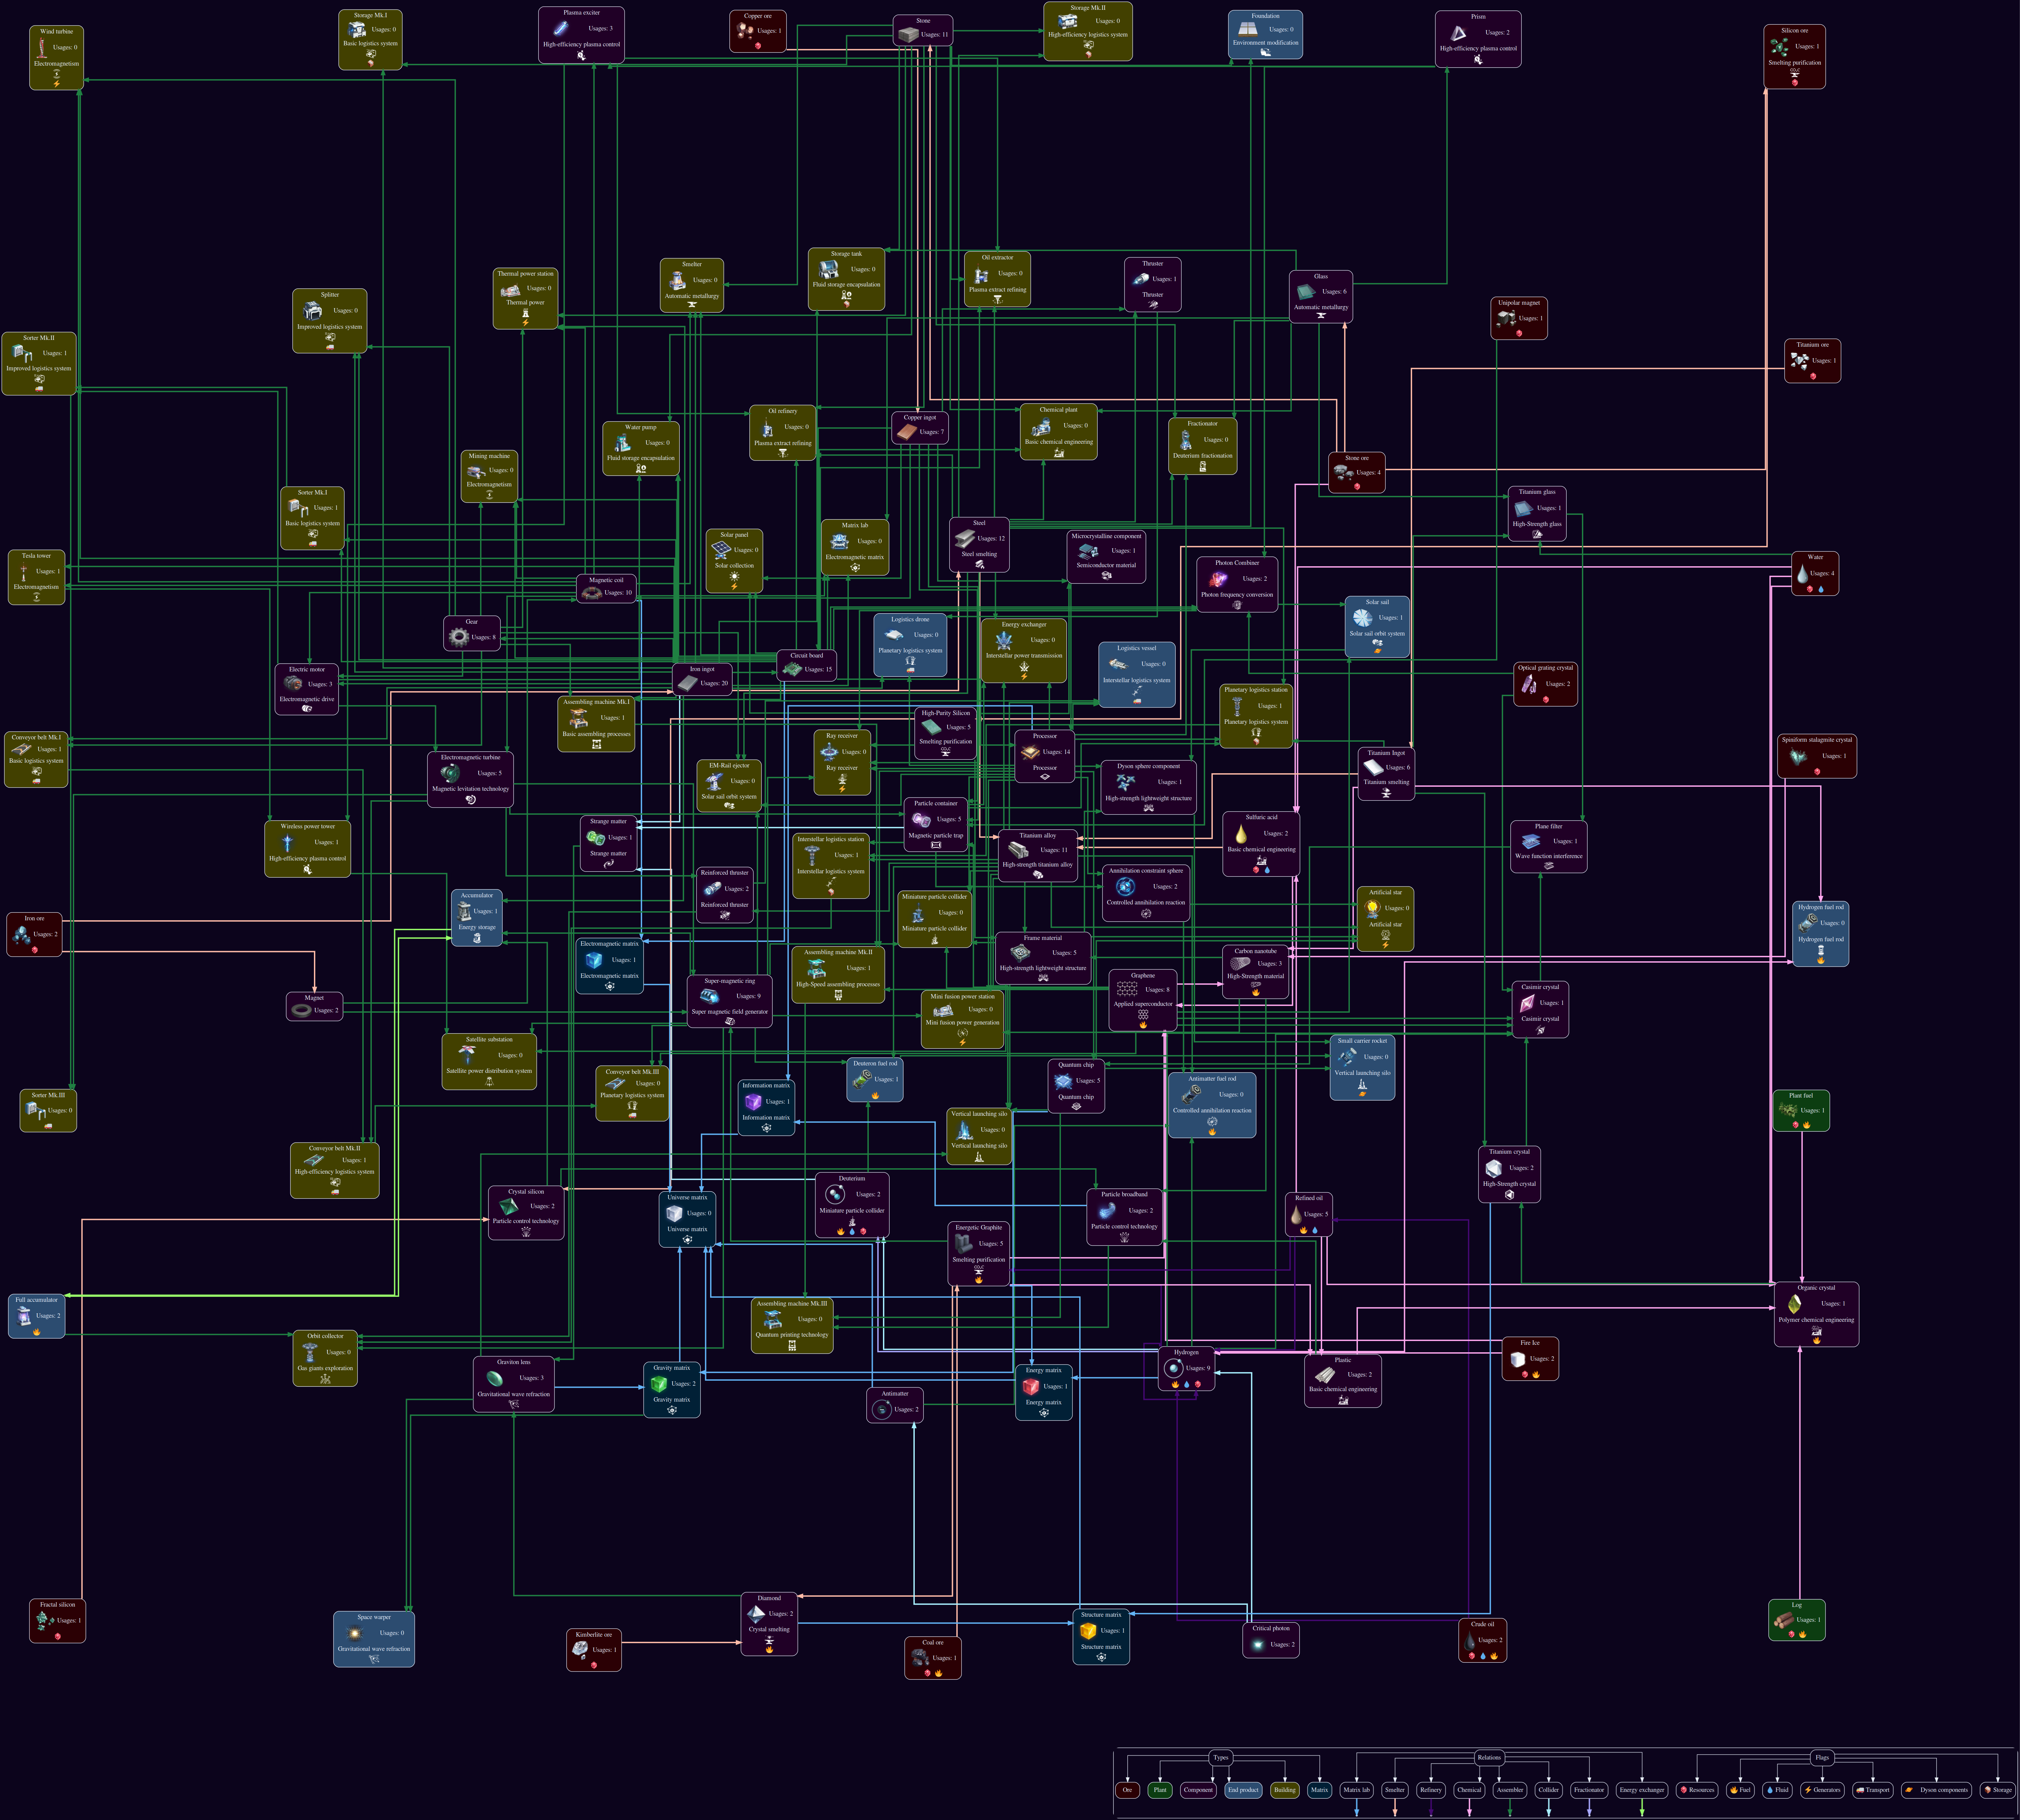 Wind turbine
Usages: 0
Electromagnetism
Storage Mk.I
Usages: 0
Basic logistics system
Plasma exciter
Usages: 3
High-efficiency plasma control
Copper ore
Usages: 1
Stone
Usages: 11
Storage Mk.II
Usages: 0
High-efficiency logistics system
Foundation
Usages: 0
Environment modification
Prism
Usages: 2
High-efficiency plasma control
Silicon ore
Usages: 1
Smelting purification
Sorter Mk.II
Usages: 1
Improved logistics system
Splitter
Usages: 0
Improved logistics system
Thermal power station
Usages: 0
Thermal power
Smelter
Usages: 0
Automatic metallurgy
Storage tank
Usages: 0
Fluid storage encapsulation
Oil extractor
Usages: 0
Plasma extract refining
Thruster
Usages: 1
Thruster
Glass
Usages: 6
Automatic metallurgy
Unipolar magnet
Usages: 1
Titanium ore
Usages: 1
Sorter Mk.I
Usages: 1
Basic logistics system
Mining machine
Usages: 0
Electromagnetism
Water pump
Usages: 0
Fluid storage encapsulation
Oil refinery
Usages: 0
Plasma extract refining
Copper ingot
Usages: 7
Chemical plant
Usages: 0
Basic chemical engineering
Fractionator
Usages: 0
Deuterium fractionation
Stone ore
Usages: 4
Titanium glass
Usages: 1
High-Strength glass
Tesla tower
Usages: 1
Electromagnetism
Magnetic coil
Usages: 10
Solar panel
Usages: 0
Solar collection
Matrix lab
Usages: 0
Electromagnetic matrix
Steel
Usages: 12
Steel smelting
Microcrystalline component
Usages: 1
Semiconductor material
Photon Combiner
Usages: 2
Photon frequency conversion
Solar sail
Usages: 1
Solar sail orbit system
Water
Usages: 4
Gear
Usages: 8
Electric motor
Usages: 3
Electromagnetic drive
Iron ingot
Usages: 20
Circuit board
Usages: 15
Logistics drone
Usages: 0
Planetary logistics system
Energy exchanger
Usages: 0
Interstellar power transmission
Logistics vessel
Usages: 0
Interstellar logistics system
Planetary logistics station
Usages: 1
Planetary logistics system
Optical grating crystal
Usages: 2
Conveyor belt Mk.I
Usages: 1
Basic logistics system
Electromagnetic turbine
Usages: 5
Magnetic levitation technology
Assembling machine Mk.I
Usages: 1
Basic assembling processes
EM-Rail ejector
Usages: 0
Solar sail orbit system
Ray receiver
Usages: 0
Ray receiver
High-Purity Silicon
Usages: 5
Smelting purification
Processor
Usages: 14
Processor
Dyson sphere component
Usages: 1
High-strength lightweight structure
Titanium Ingot
Usages: 6
Titanium smelting
Spiniform stalagmite crystal
Usages: 1
Wireless power tower
Usages: 1
High-efficiency plasma control
Strange matter
Usages: 1
Strange matter
Interstellar logistics station
Usages: 1
Interstellar logistics system
Particle container
Usages: 5
Magnetic particle trap
Titanium alloy
Usages: 11
High-strength titanium alloy
Sulfuric acid
Usages: 2
Basic chemical engineering
Plane filter
Usages: 1
Wave function interference
Iron ore
Usages: 2
Accumulator
Usages: 1
Energy storage
Reinforced thruster
Usages: 2
Reinforced thruster
Miniature particle collider
Usages: 0
Miniature particle collider
Annihilation constraint sphere
Usages: 2
Controlled annihilation reaction
Artificial star
Usages: 0
Artificial star
Hydrogen fuel rod
Usages: 0
Hydrogen fuel rod
Magnet
Usages: 2
Electromagnetic matrix
Usages: 1
Electromagnetic matrix
Super-magnetic ring
Usages: 9
Super magnetic field generator
Assembling machine Mk.II
Usages: 1
High-Speed assembling processes
Frame material
Usages: 5
High-strength lightweight structure
Graphene
Usages: 8
Applied superconductor
Carbon nanotube
Usages: 3
High-Strength material
Casimir crystal
Usages: 1
Casimir crystal
Satellite substation
Usages: 0
Satellite power distribution system
Mini fusion power station
Usages: 0
Mini fusion power generation
Small carrier rocket
Usages: 0
Vertical launching silo
Sorter Mk.III
Usages: 0
Conveyor belt Mk.III
Usages: 0
Planetary logistics system
Information matrix
Usages: 1
Information matrix
Deuteron fuel rod
Usages: 1
Quantum chip
Usages: 5
Quantum chip
Antimatter fuel rod
Usages: 0
Controlled annihilation reaction
Plant fuel
Usages: 1
Conveyor belt Mk.II
Usages: 1
High-efficiency logistics system
Vertical launching silo
Usages: 0
Vertical launching silo
Titanium crystal
Usages: 2
High-Strength crystal
Crystal silicon
Usages: 2
Particle control technology
Universe matrix
Usages: 0
Universe matrix
Deuterium
Usages: 2
Miniature particle collider
Particle broadband
Usages: 2
Particle control technology
Refined oil
Usages: 5
Energetic Graphite
Usages: 5
Smelting purification
Full accumulator
Usages: 2
Orbit collector
Usages: 0
Gas giants exploration
Assembling machine Mk.III
Usages: 0
Quantum printing technology
Organic crystal
Usages: 1
Polymer chemical engineering
Graviton lens
Usages: 3
Gravitational wave refraction
Gravity matrix
Usages: 2
Gravity matrix
Antimatter
Usages: 2
Energy matrix
Usages: 1
Energy matrix
Hydrogen
Usages: 9
Plastic
Usages: 2
Basic chemical engineering
Fire Ice
Usages: 2
Fractal silicon
Usages: 1
Space warper
Usages: 0
Gravitational wave refraction
Kimberlite ore
Usages: 1
Diamond
Usages: 2
Crystal smelting
Coal ore
Usages: 1
Structure matrix
Usages: 1
Structure matrix
Critical photon
Usages: 2
Crude oil
Usages: 2
Log
Usages: 1
Types
Relations
Flags
Ore
Plant
Component
End product
Building
Matrix
Matrix lab
Smelter
Refinery
Chemical
Assembler
Collider
Fractionator
Energy exchanger
Resources
Fuel
Fluid
Generators
Transport
Dyson components
Storage